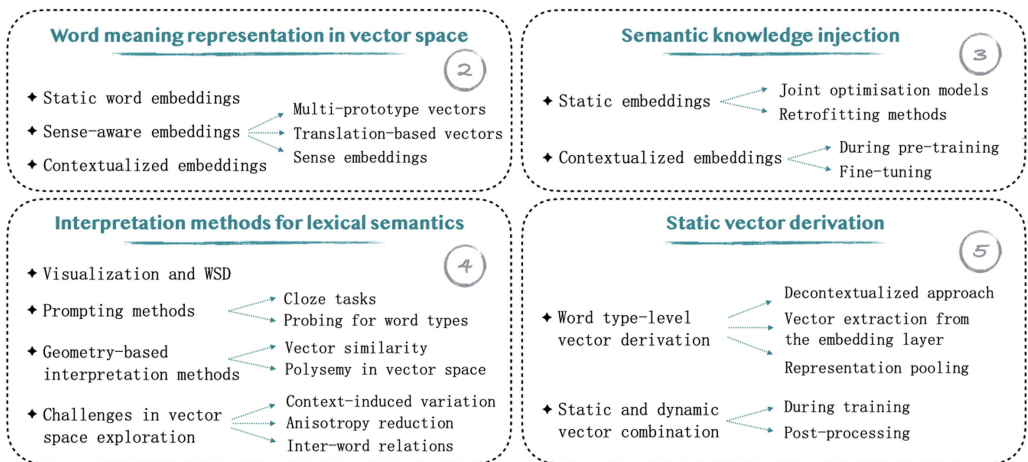 Word meaning representation in vector space
2
✦ Static word embeddings
✦ Sense-aware embeddings
Multi-prototype vectors
Translation-based vectors
Sense embeddings
✦ Contextualized embeddings
Semantic knowledge injection
3
✦ Static embeddings
Joint optimisation models
Retrofitting methods
✦ Contextualized embeddings
During pre-training
Fine-tuning
Interpretation methods for lexical semantics
4
✦ Visualization and WSD
✦ Prompting methods
Cloze tasks
Probing for word types
✦ Geometry-based
interpretation methods
Vector similarity
Polysemy in vector space
✦ Challenges in vector
space exploration
Context-induced variation
Anisotropy reduction
Inter-word relations
Static vector derivation
5
✦ Word type-level
vector derivation
Decontextualized approach
Vector extraction from
the embedding layer
Representation pooling
✦ Static and dynamic
vector combination
During training
Post-processing